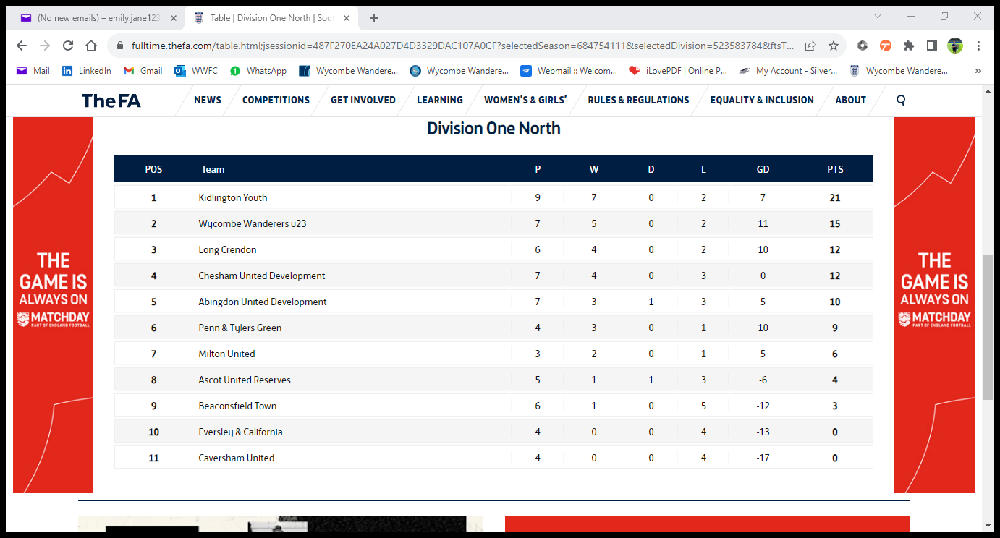 (No new emails) – emily.jane123
Table | Division One North | Sout
fulltime.thefa.com/table.html;jsessionid=487F270EA24A027D4D3329DAC107A0CF?selectedSeason=684754111&selectedDivision=523583784&ftsT...
Mail LinkedIn Gmail WWFC WhatsApp Wycombe Wandere... Wycombe Wandere... Webmail :: Welcom... iLovePDF | Online P... My Account - Silver... Wycombe Wandere... »
TheFA NEWS COMPETITIONS GET INVOLVED LEARNING WOMEN'S & GIRLS' RULES & REGULATIONS EQUALITY & INCLUSION ABOUT
Division One North
POS Team P W D L GD PTS
1 Kidlington Youth 9 7 0 2 7 21
2 Wycombe Wanderers u23 7 5 0 2 11 15
3 Long Crendon 6 4 0 2 10 12
4 Chesham United Development 7 4 0 3 0 12
5 Abingdon United Development 7 3 1 3 5 10
6 Penn & Tylers Green 4 3 0 1 10 9
7 Milton United 3 2 0 1 5 6
8 Ascot United Reserves 5 1 1 3 -6 4
9 Beaconsfield Town 6 1 0 5 -12 3
10 Eversley & California 4 0 0 4 -13 0
11 Caversham United 4 0 0 4 -17 0
THE
GAME IS
ALWAYS ON
MATCHDAY
PART OF ENGLAND FOOTBALL
THE
GAME IS
ALWAYS ON
MATCHDAY
PART OF ENGLAND FOOTBALL